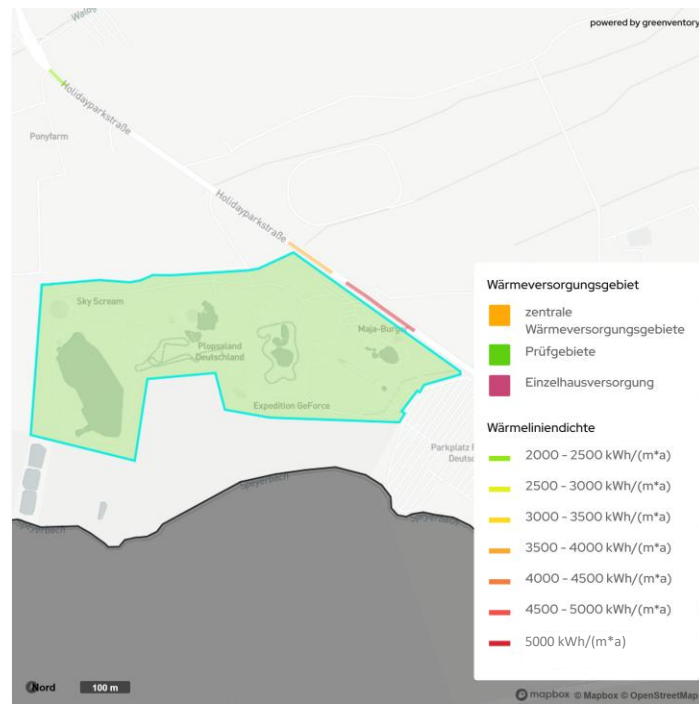 powered by greenventory
Holidayparkstraße
Ponyfarm
Holidayparkstraße
Sky Scream
Plopsaland
Deutschland
Expedition GeForce
Parkplatz
Speyerbach
Nord
100 m
Wärmeversorgungsgebiet
zentrale
Wärmeversorgungsgebiete
Prüfgebiete
Einzelhausversorgung
Wärmeliniendichte
2000 - 2500 kWh/(m*a)
2500 - 3000 kWh/(m*a)
3000 - 3500 kWh/(m*a)
3500 - 4000 kWh/(m*a)
4000 - 4500 kWh/(m*a)
4500 - 5000 kWh/(m*a)
5000 kWh/(m*a)
mapbox © Mapbox © OpenStreetMap